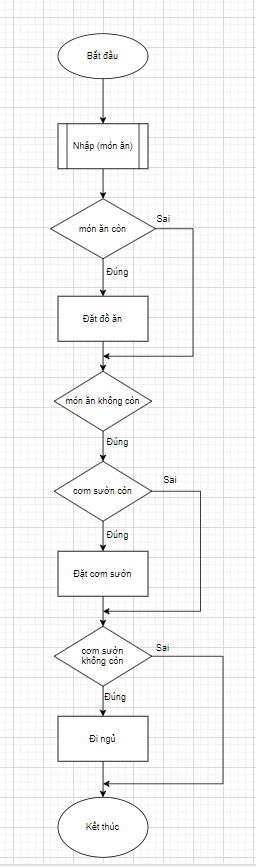 Bắt đầu
Nhập (món ăn)
món ăn còn
Sai
Đúng
Đặt đồ ăn
món ăn không còn
Đúng
cơm sườn còn
Sai
Đúng
Đặt cơm sườn
cơm sườn
không còn
Sai
Đúng
Đi ngủ
Kết thúc